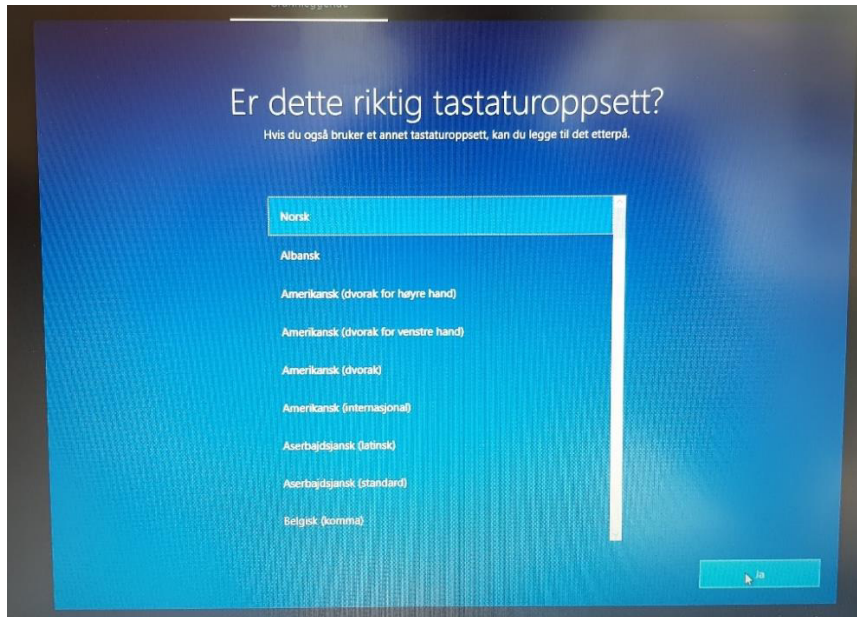 Er dette riktig tastaturoppsett?
Hvis du også bruker et annet tastaturoppsett, kan du legge til det etterpå.
Norsk
Albansk
Amerikansk (dvorak for høyre hand)
Amerikansk (dvorak for venstre hand)
Amerikansk (dvorak)
Amerikansk (internasjonal)
Aserbajdsjansk (latinsk)
Aserbajdsjansk (standard)
Belgisk (komma)
Ja